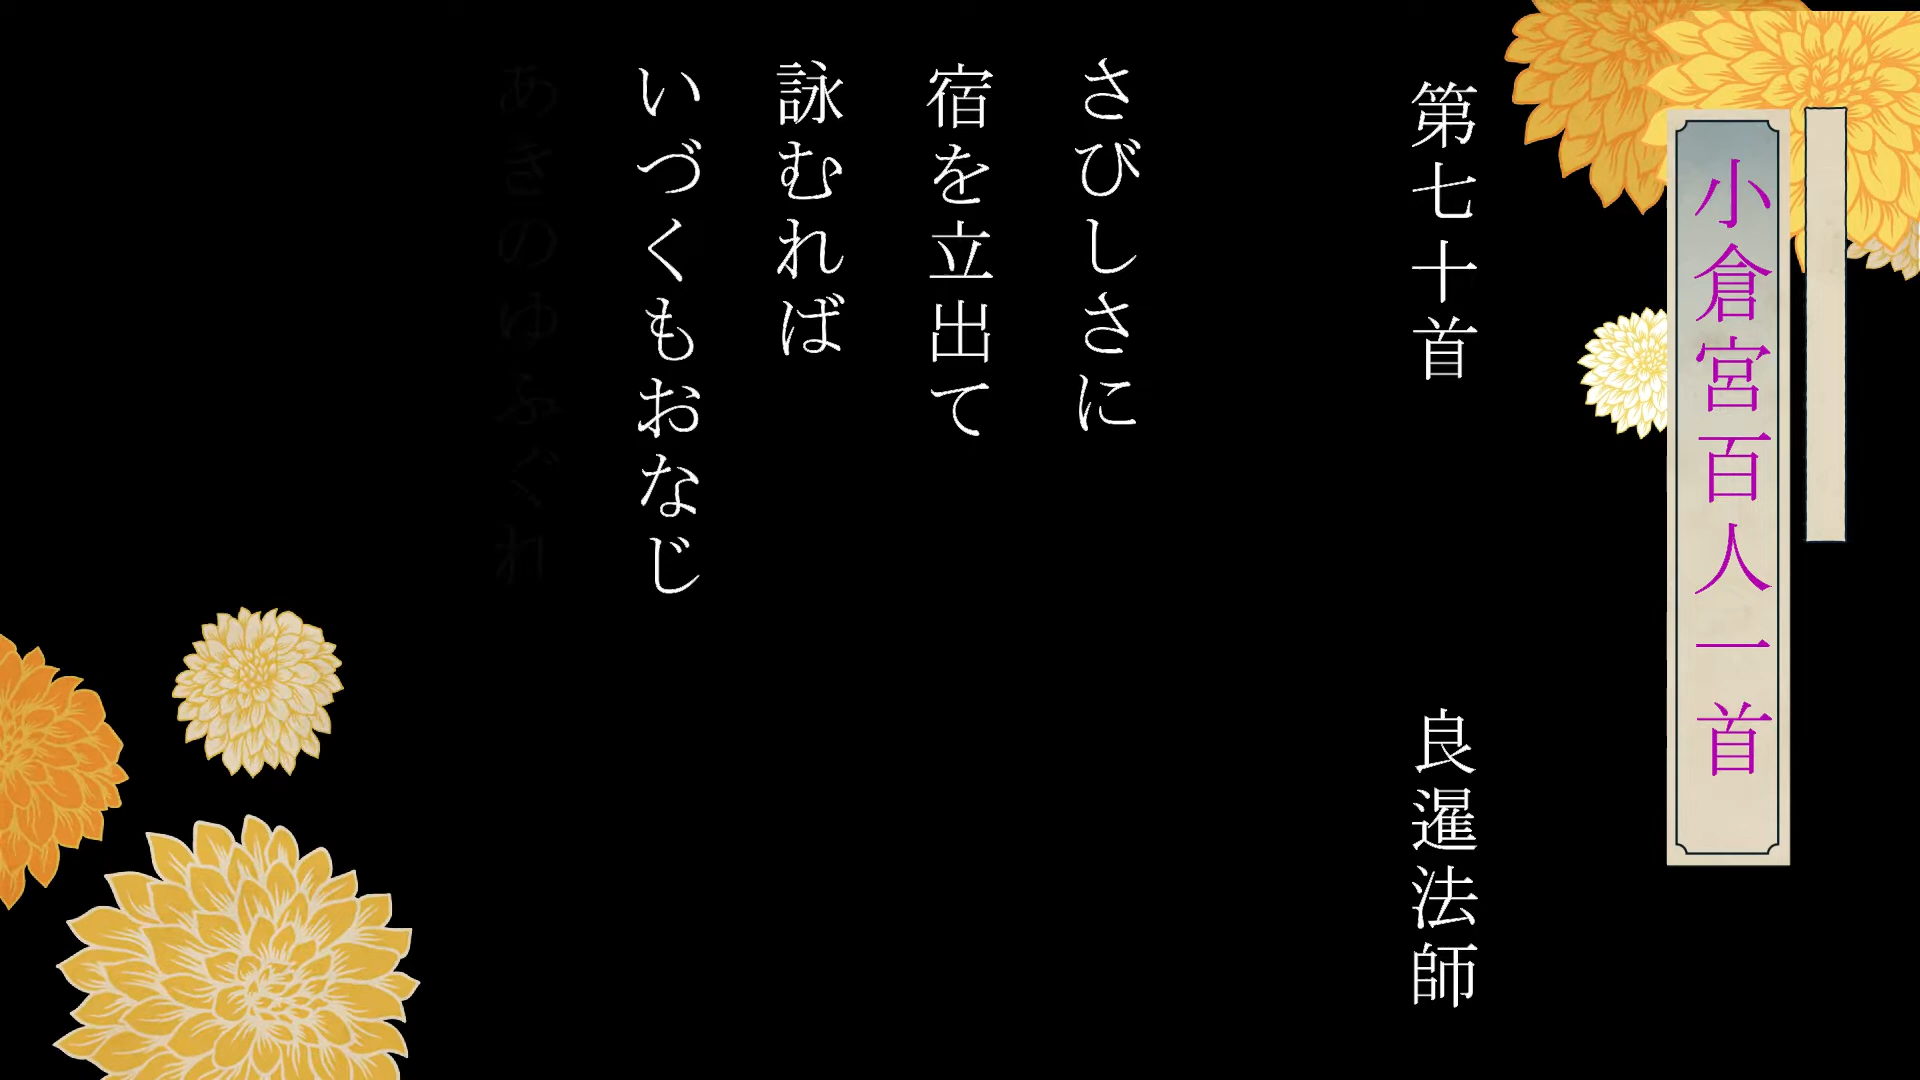 小倉宮百人一首
第七十首　良暹法師
さびしさに
宿を立出て
詠むれば
いづくもおなじ
あきのゆふぐれ